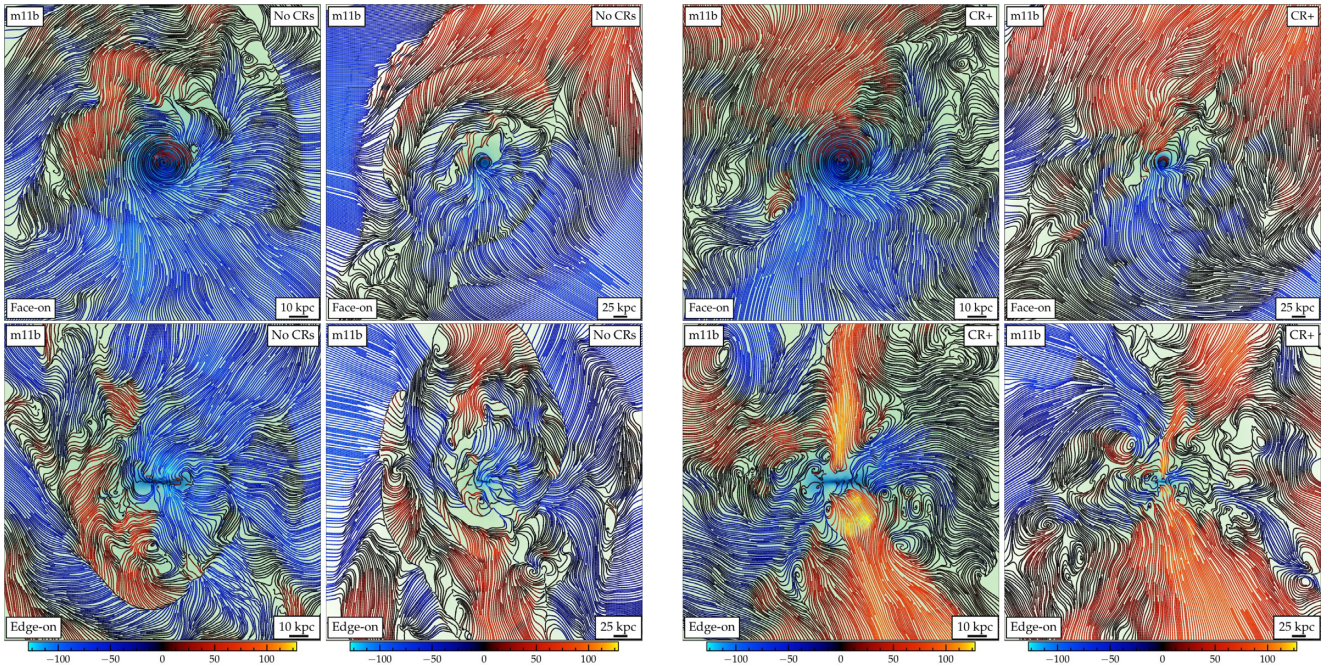 m11b No CRs m11b No CRs m11b CR+ m11b CR+
Face-on 10 kpc Face-on 25 kpc Face-on 10 kpc Face-on 25 kpc
m11b No CRs m11b No CRs m11b CR+ m11b CR+
Edge-on 10 kpc Edge-on 25 kpc Edge-on 10 kpc Edge-on 25 kpc
−100 −50 0 50 100 −100 −50 0 50 100 −100 −50 0 50 100 −100 −50 0 50 100